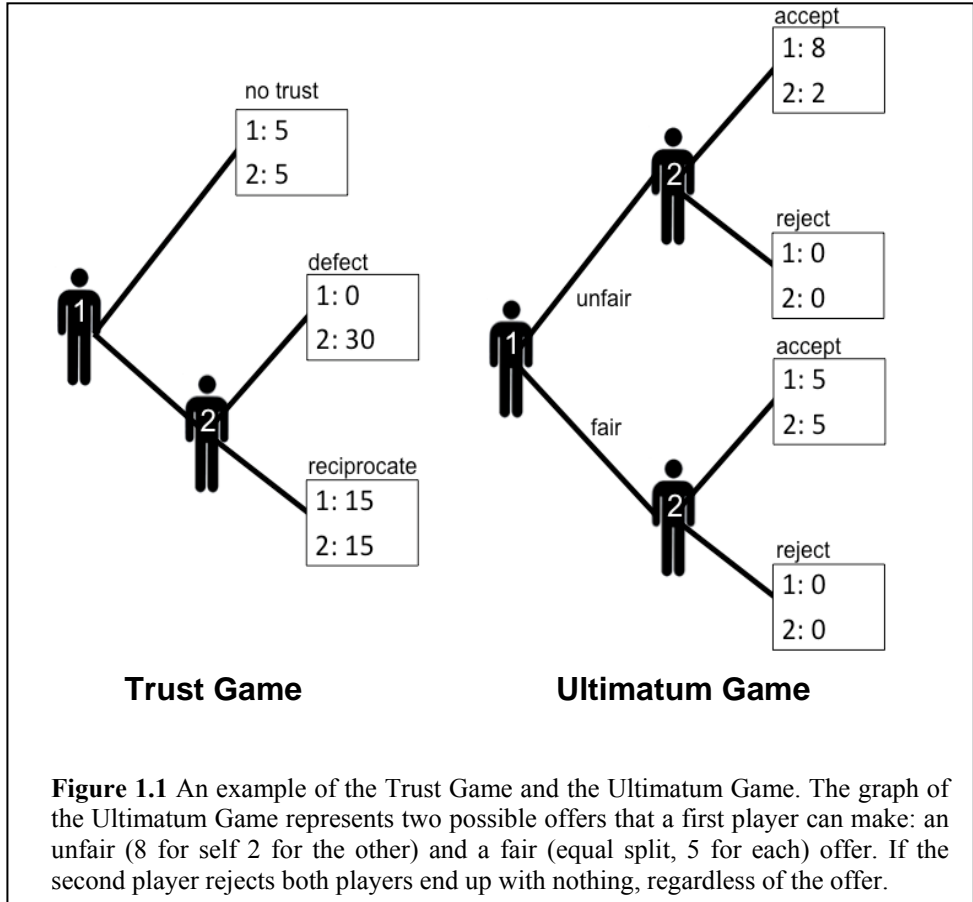 no trust
1: 5
2: 5
defect
1: 0
2: 30
reciprocate
1: 15
2: 15
1
2
Trust Game
accept
1: 8
2: 2
reject
1: 0
2: 0
unfair
fair
accept
1: 5
2: 5
reject
1: 0
2: 0
1
2
2
Ultimatum Game
Figure 1.1 An example of the Trust Game and the Ultimatum Game. The graph of
the Ultimatum Game represents two possible offers that a first player can make: an
unfair (8 for self 2 for the other) and a fair (equal split, 5 for each) offer. If the
second player rejects both players end up with nothing, regardless of the offer.